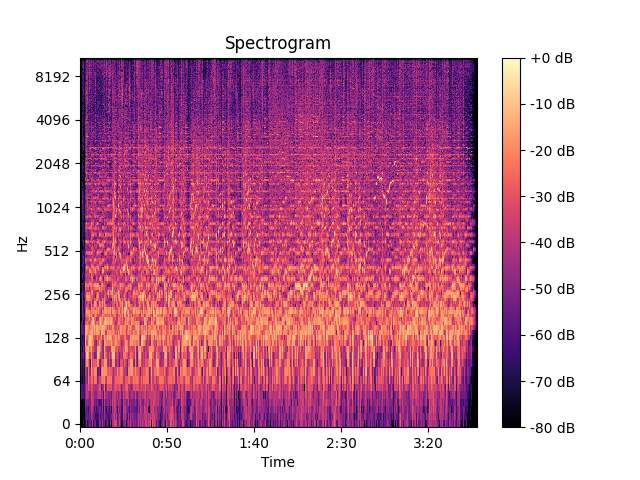 Spectrogram
8192
4096
2048
1024
512
256
128
64
0
Hz
0:00
0:50
1:40
2:30
3:20
Time
+0 dB
-10 dB
-20 dB
-30 dB
-40 dB
-50 dB
-60 dB
-70 dB
-80 dB